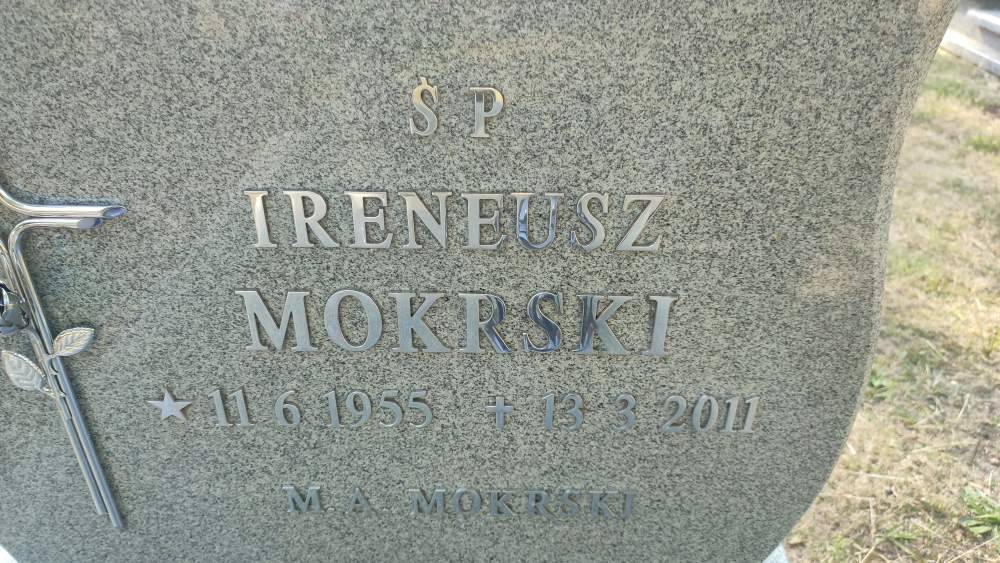 Ś P
IRENEUSZ
MOKRSKI
★ 11 6 1955 ✝ 13 3 2011
M. A. MOKRSKI